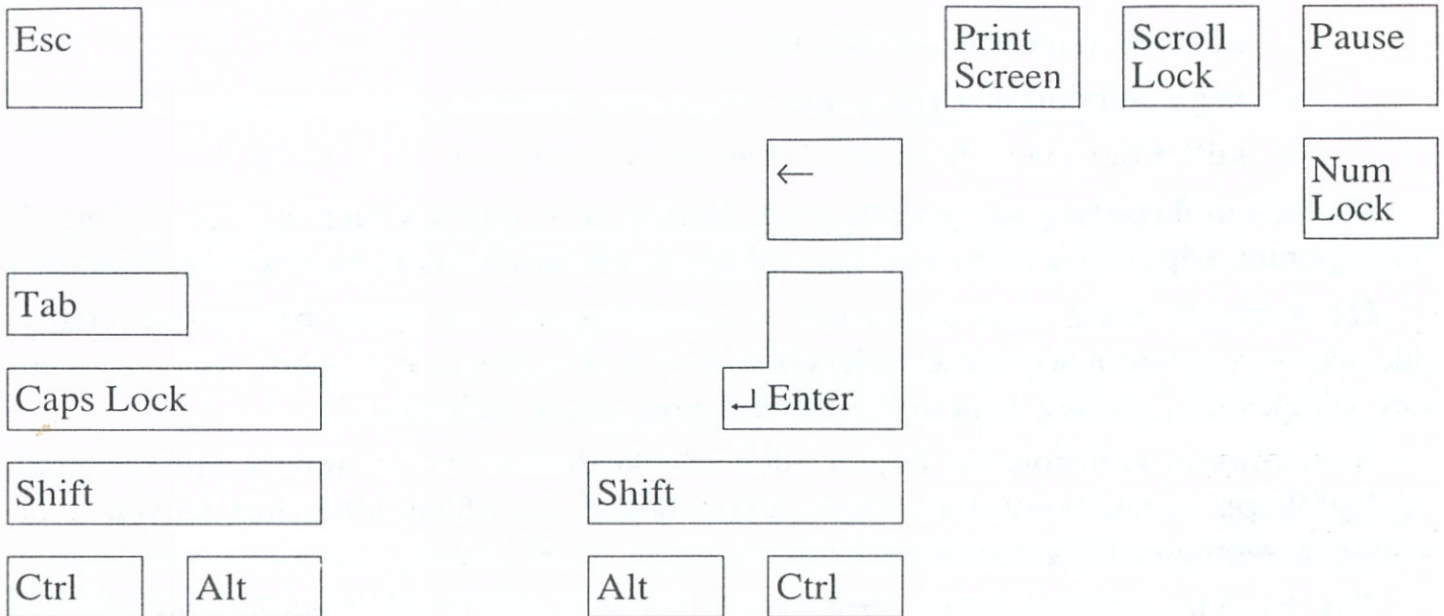 Esc
Print
Screen
Scroll
Lock
Pause
←
Num
Lock
Tab
Caps Lock
↵ Enter
Shift
Shift
Ctrl
Alt
Alt
Ctrl